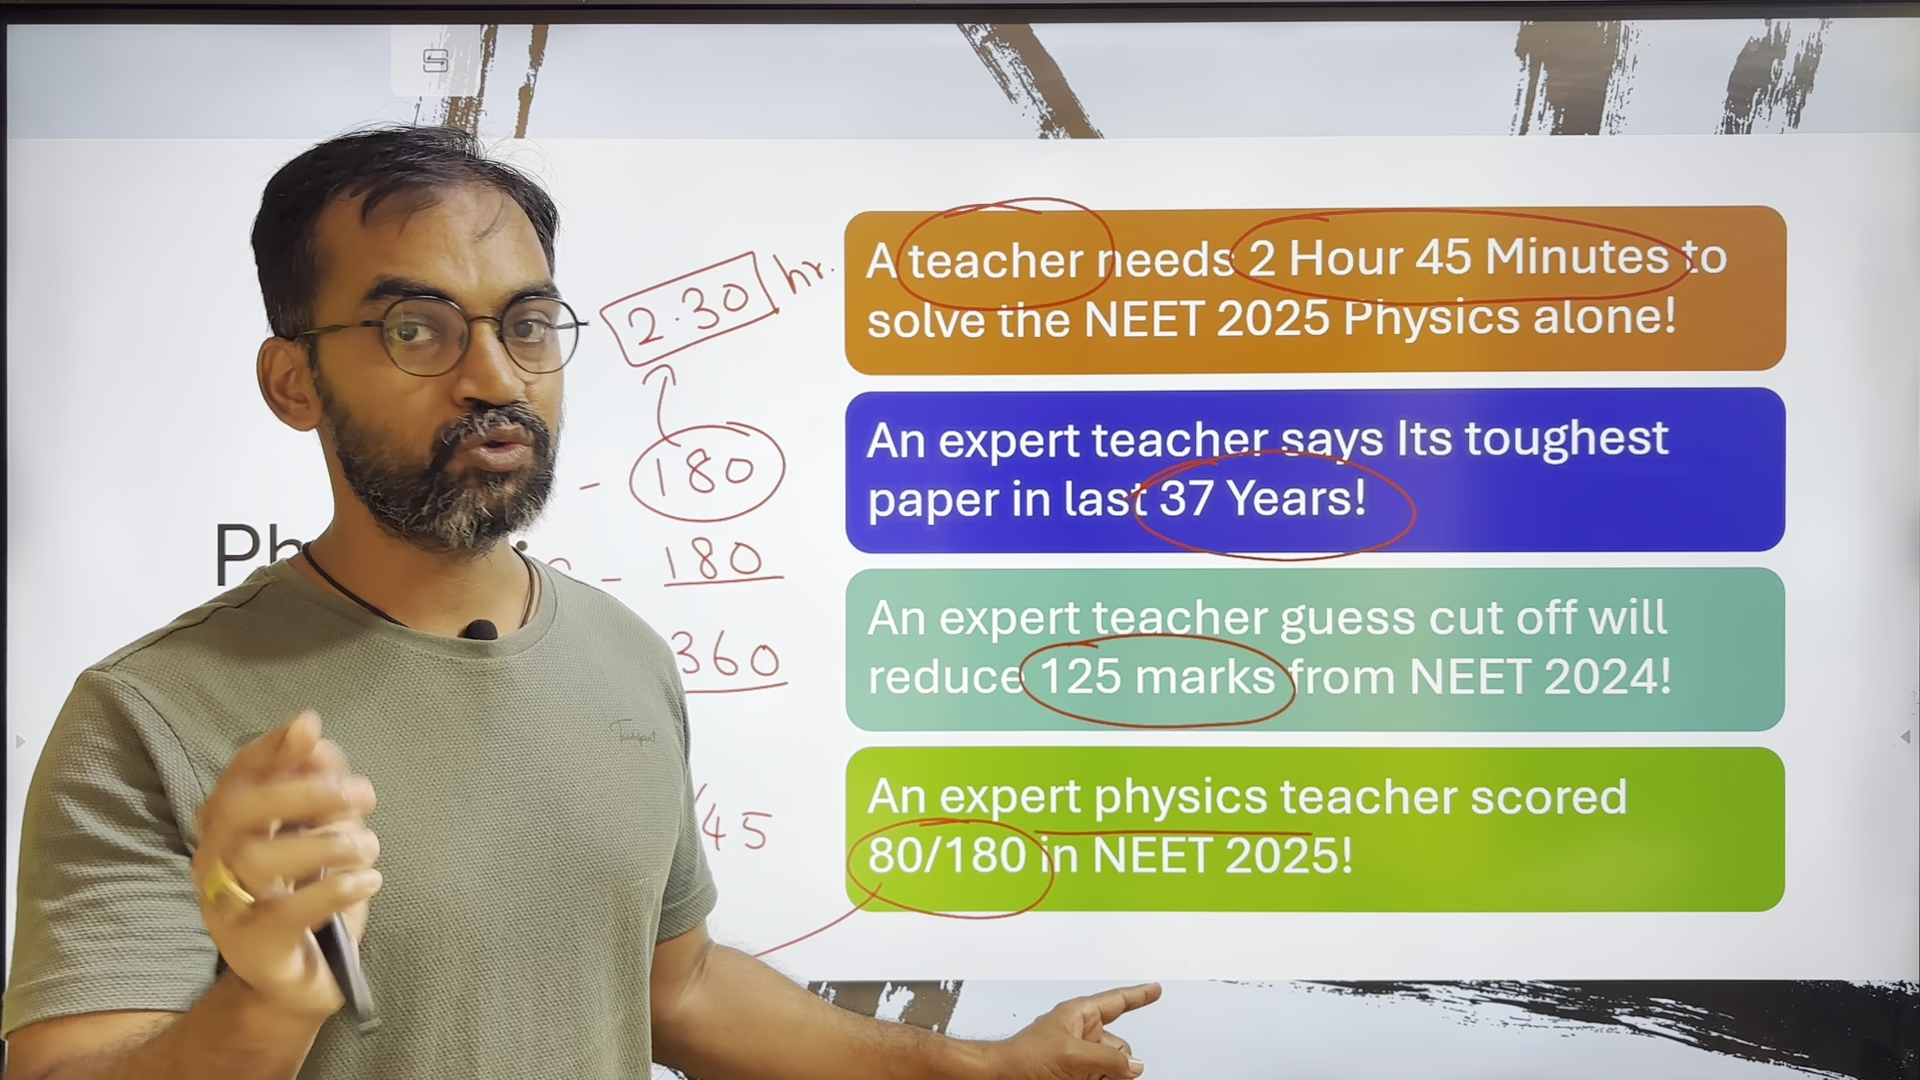 A teacher needs 2 Hour 45 Minutes to
solve the NEET 2025 Physics alone!
An expert teacher says Its toughest
paper in last 37 Years!
An expert teacher guess cut off will
reduce 125 marks from NEET 2024!
An expert physics teacher scored
80/180 in NEET 2025!
2.30 hr.
- 180
- 180
360
/45